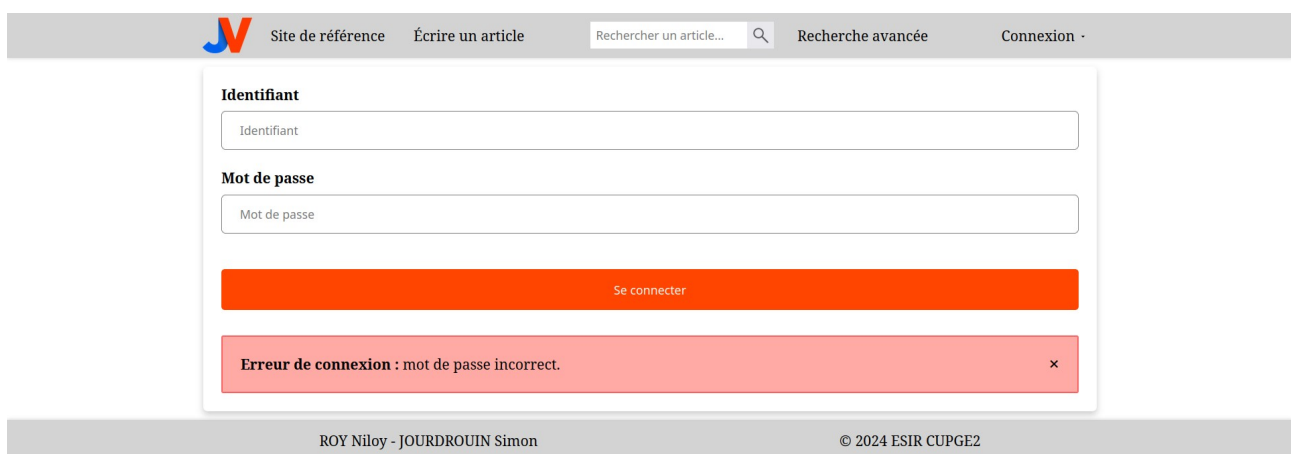 JV Site de référence Écrire un article Rechercher un article... Recherche avancée Connexion
Identifiant
Identifiant
Mot de passe
Mot de passe
Se connecter
Erreur de connexion : mot de passe incorrect. ×
ROY Niloy - JOURDROUIN Simon © 2024 ESIR CUPGE2